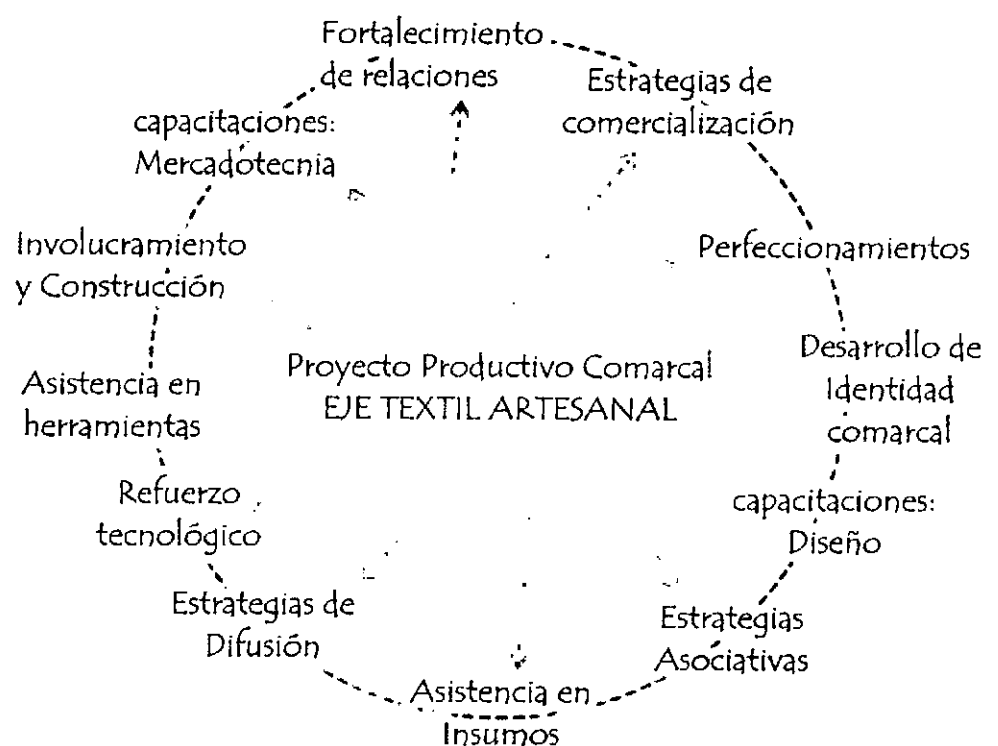 Fortalecimiento
de relaciones
Estrategias de
comercialización
Perfeccionamientos
Desarrollo de
Identidad
comarcal
capacitaciones:
Diseño
Estrategias
Asociativas
Asistencia en
Insumos
Estrategias de
Difusión
Refuerzo
tecnológico
Asistencia en
herramientas
Involucramiento
y Construcción
capacitaciones:
Mercadotecnia
Proyecto Productivo Comarcal
EJE TEXTIL ARTESANAL